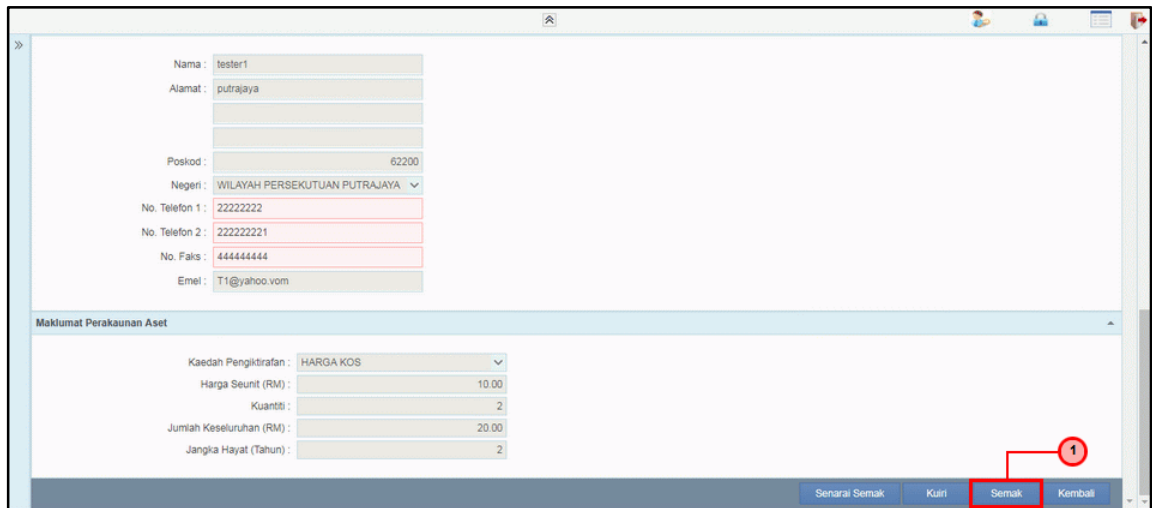 Nama : tester1
Alamat : putrajaya
Poskod : 62200
Negeri : WILAYAH PERSEKUTUAN PUTRAJAYA
No. Telefon 1 : 22222222
No. Telefon 2 : 222222221
No. Faks : 444444444
Emel : T1@yahoo.vom
Maklumat Perakaunan Aset
Kaedah Pengiktirafan : HARGA KOS
Harga Seunit (RM) : 10.00
Kuantiti : 2
Jumlah Keseluruhan (RM) : 20.00
Jangka Hayat (Tahun) : 2
1
Senarai Semak Kuiri Semak Kembali